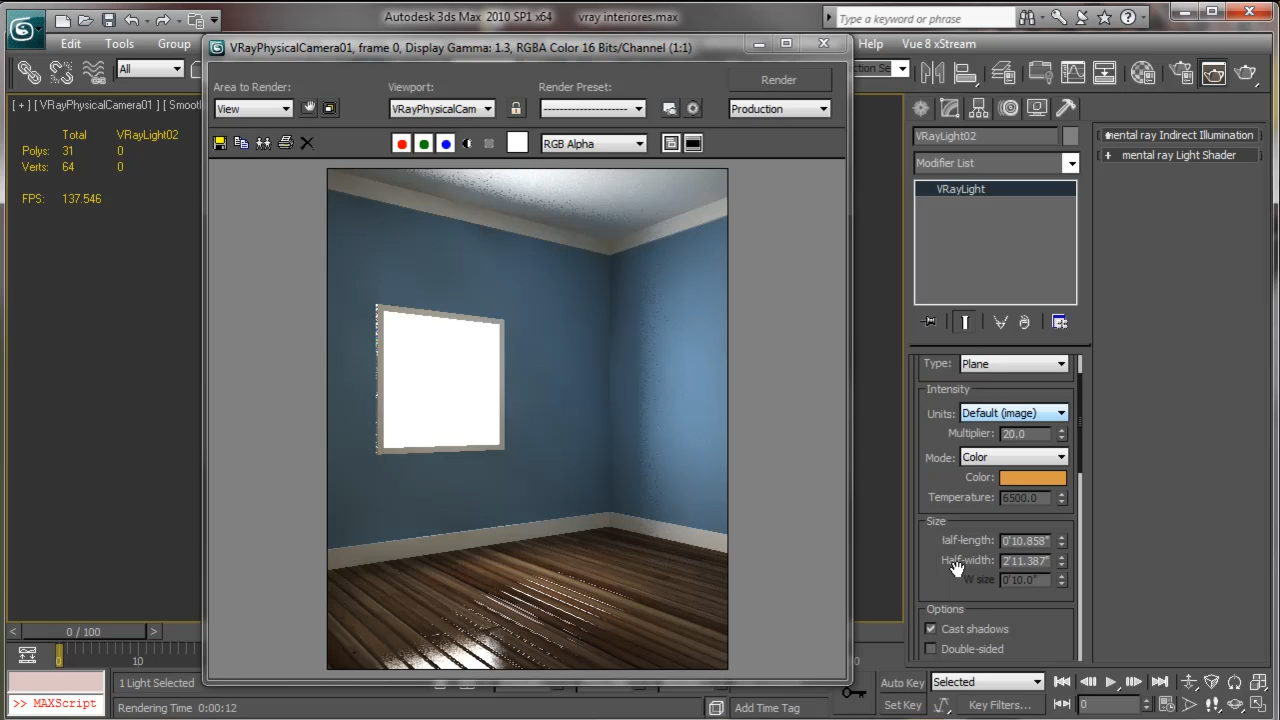 Autodesk 3ds Max 2010 SP1 x64 vray interiores.max
Type a keyword or phrase
Edit Tools Group Help Vue 8 xStream
VRayPhysicalCamera01, frame 0, Display Gamma: 1.3, RGBA Color 16 Bits/Channel (1:1)
All
ction Se
Area to Render: Viewport: Render Preset: Render
View VRayPhysicalCam Production
RGB Alpha
[ + ] [ VRayPhysicalCamera01 ] [ Smoot
Total VRayLight02
Polys: 31 0
Verts: 64 0
FPS: 137.546
VRayLight02
Modifier List
VRayLight
mental ray Indirect Illumination
+ mental ray Light Shader
Type: Plane
Intensity
Units: Default (image)
Multiplier: 20.0
Mode: Color
Color:
Temperature: 6500.0
Size
Half-length: 0'10.858"
Half-width: 2'11.387"
W size 0'10.0"
Options
Cast shadows
Double-sided
< 0 / 100 >
0 10
1 Light Selected
Auto Key Selected
>> MAXScript
Rendering Time 0:00:12
Add Time Tag
Set Key Key Filters... 0